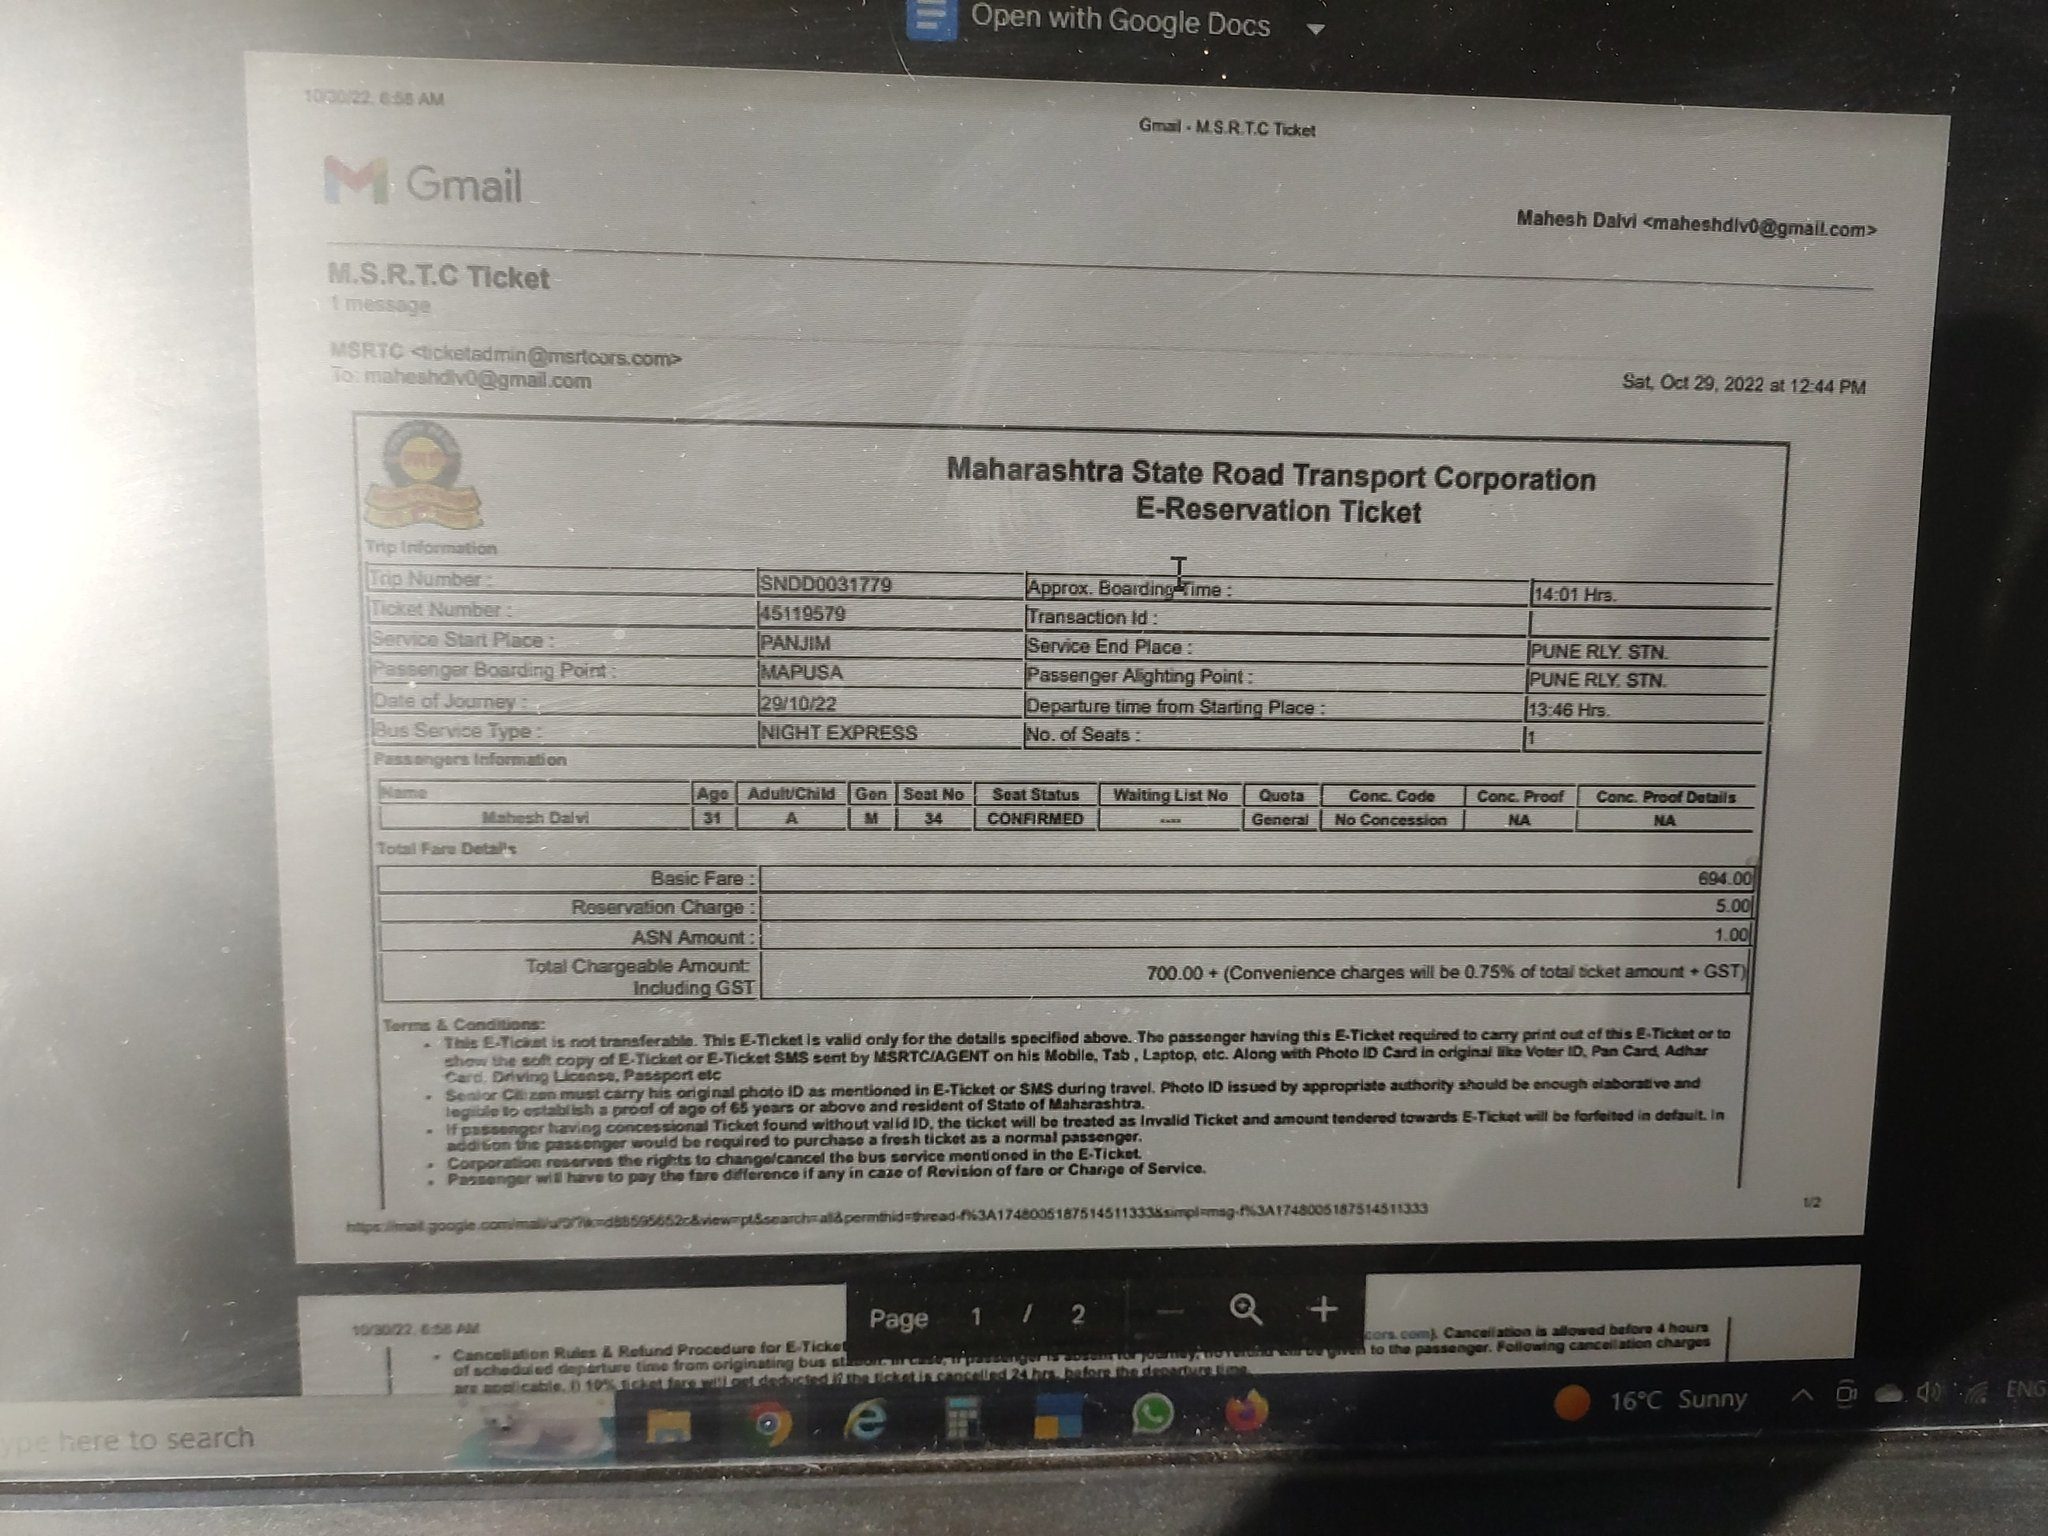 Open with Google Docs
10/30/22, 6:56 AM
Gmail - M.S.R.T.C Ticket
Gmail
Mahesh Dalvi <maheshdlv0@gmail.com>
M.S.R.T.C Ticket
1 message
MSRTC <ticketadmin@msrtcors.com>
To: maheshdlv0@gmail.com
Sat, Oct 29, 2022 at 12:44 PM
Maharashtra State Road Transport Corporation
E-Reservation Ticket
Trip Information
Trip Number : SNDD0031779 Approx. Boarding Time : 14:01 Hrs.
Ticket Number : 45119579 Transaction Id :
Service Start Place : PANJIM Service End Place : PUNE RLY. STN.
Passenger Boarding Point : MAPUSA Passenger Alighting Point : PUNE RLY. STN.
Date of Journey : 29/10/22 Departure time from Starting Place : 13:46 Hrs.
Bus Service Type : NIGHT EXPRESS No. of Seats : 1
Passengers Information
Name Age Adult/Child Gen Seat No Seat Status Waiting List No Quota Conc. Code Conc. Proof Conc. Proof Details
Mahesh Dalvi 31 A M 34 CONFIRMED ---- General No Concession NA NA
Total Fare Details
Basic Fare : 694.00
Reservation Charge : 5.00
ASN Amount : 1.00
Total Chargeable Amount:
Including GST
700.00 + (Convenience charges will be 0.75% of total ticket amount + GST)
Terms & Conditions:
• This E-Ticket is not transferable. This E-Ticket is valid only for the details specified above. The passenger having this E-Ticket required to carry print out of this E-Ticket or to
show the soft copy of E-Ticket or E-Ticket SMS sent by MSRTC/AGENT on his Mobile, Tab , Laptop, etc. Along with Photo ID Card in original like Voter ID, Pan Card, Adhar
Card, Driving License, Passport etc
• Senior Citizen must carry his original photo ID as mentioned in E-Ticket or SMS during travel. Photo ID issued by appropriate authority should be enough elaborative and
legible to establish a proof of age of 65 years or above and resident of State of Maharashtra.
• If passenger having concessional Ticket found without valid ID, the ticket will be treated as Invalid Ticket and amount tendered towards E-Ticket will be forfeited in default. In
addition the passenger would be required to purchase a fresh ticket as a normal passenger.
• Corporation reserves the rights to change/cancel the bus service mentioned in the E-Ticket.
• Passenger will have to pay the fare difference if any in case of Revision of fare or Change of Service.
https://mail.google.com/mail/u/0/?ik=d88595652c&view=pt&search=all&permthid=thread-f%3A1748005187514511333&simpl=msg-f%3A1748005187514511333
1/2
Page 1 / 2
10/30/22, 6:56 AM
• Cancellation Rules & Refund Procedure for E-Ticket cors.com). Cancellation is allowed before 4 hours
of scheduled departure time from originating bus to the passenger. Following cancellation charges
are applicable. i) 10% ticket fare will get deducted if the ticket is cancelled 24 hrs. before the departure time.
here to search
16°C Sunny
ENG